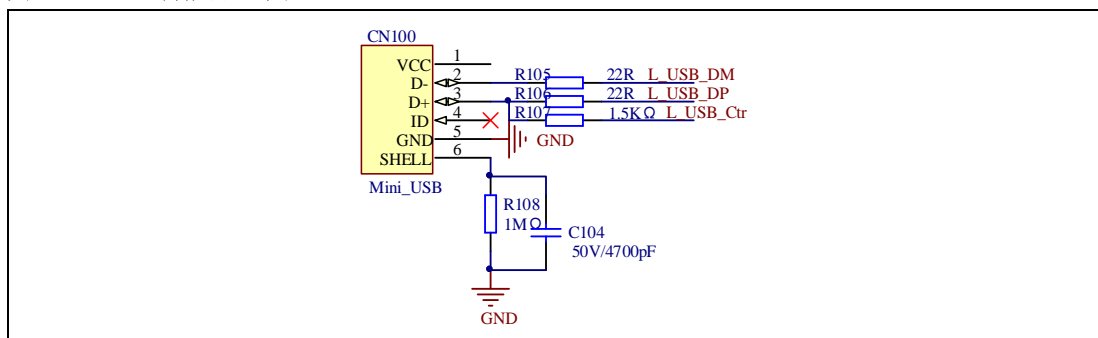 CN100
VCC 1
D- 2 R105 22R L_USB_DM
D+ 3 R106 22R L_USB_DP
ID 4 R107 1.5KΩ L_USB_Ctr
GND 5 GND
SHELL 6
Mini_USB
R108
1MΩ
C104
50V/4700pF
GND